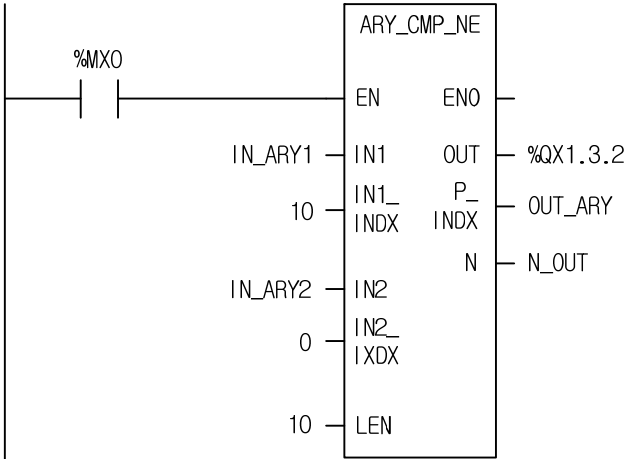 ARY_CMP_NE
%MX0
EN ENO
IN_ARY1 IN1 OUT %QX1.3.2
10 IN1_
INDX P_
INDX OUT_ARY
N N_OUT
IN_ARY2 IN2
0 IN2_
IXDX
10 LEN